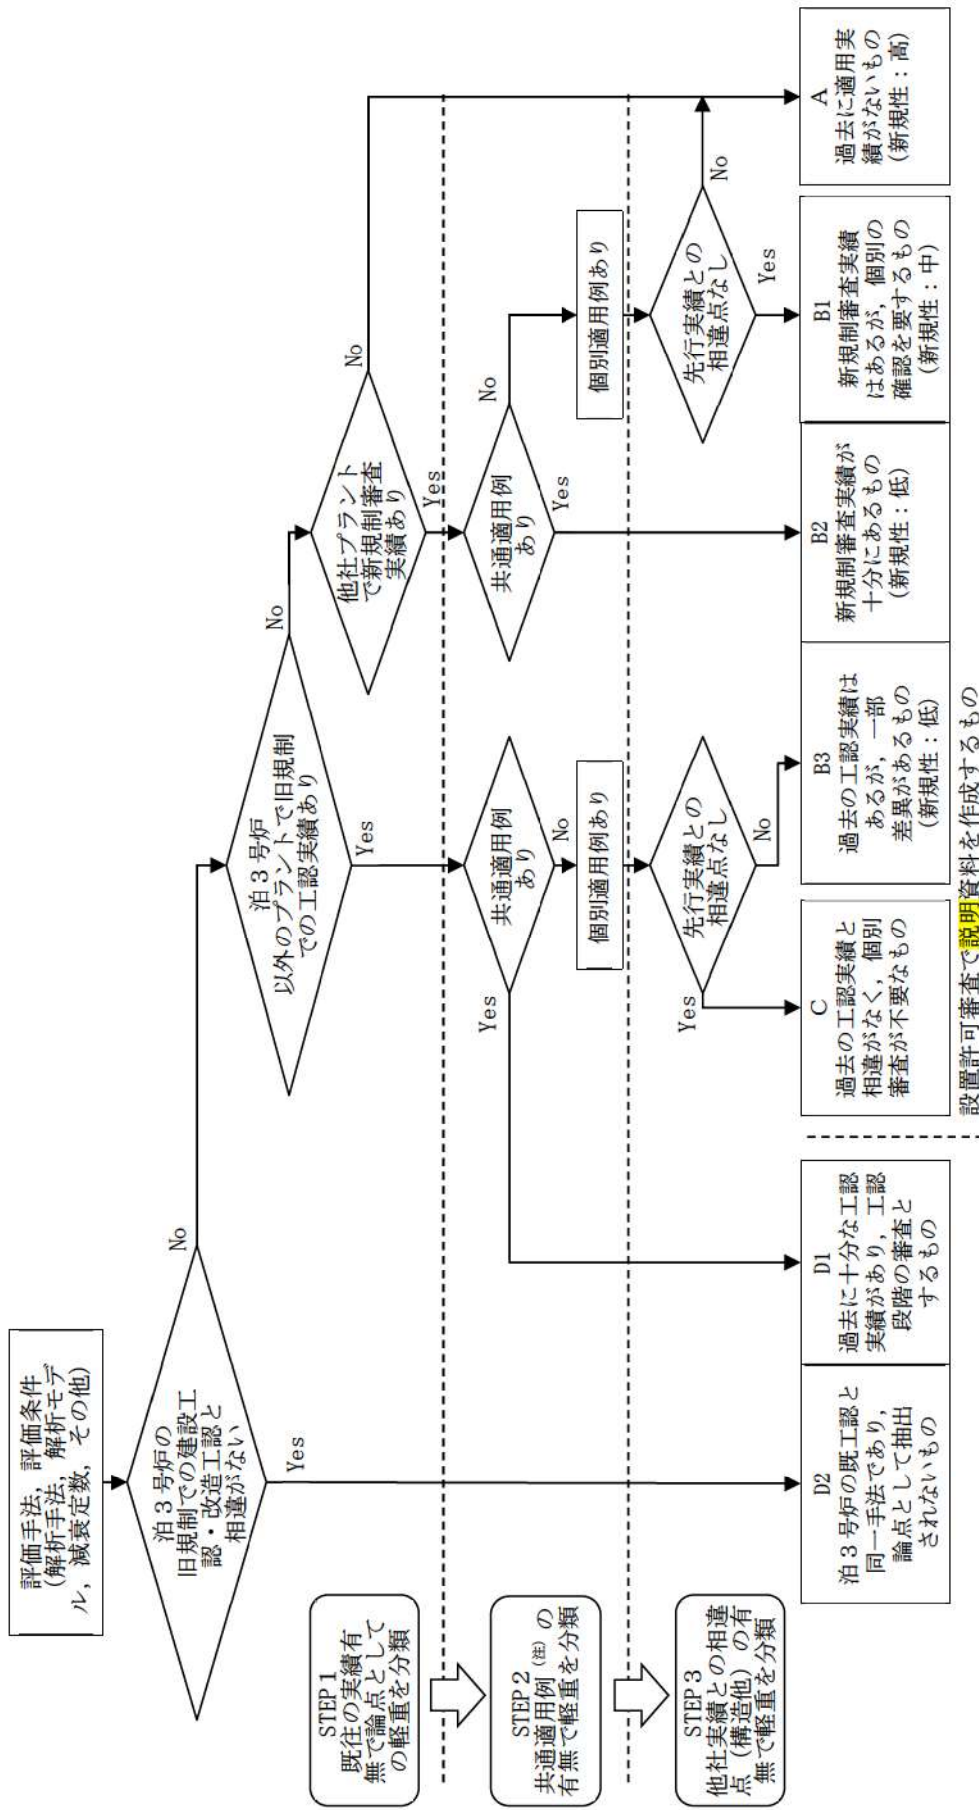 評価手法，評価条件
(解析手法，解析モデ
ル，減衰定数，その他)
泊３号炉の
旧規制での建設工
認・改造工認と
相違がない
No
Yes
STEP1
既往の実績有
無で論点として
の軽重を分類
泊３号炉
以外のプラントで旧規制
での工認実績あり
No
Yes
他社プラント
で新規制審査
実績あり
No
Yes
STEP2
共通適用例(注)の
有無で軽重を分類
共通適用例
あり
Yes
No
個別適用例あり
共通適用例
あり
No
Yes
個別適用例あり
STEP3
他社実績との相違
点（構造他）の有
無で軽重を分類
先行実績との
相違点なし
Yes
No
先行実績との
相違点なし
No
Yes
D2
泊３号炉の既工認と
同一手法であり，
論点として抽出
されないもの
D1
過去に十分な工認
実績があり，工認
段階の審査と
するもの
C
過去の工認実績と
相違がなく，個別
審査が不要なもの
B3
過去の工認実績は
あるが，一部
差異があるもの
(新規性：低)
B2
新規制審査実績が
十分にあるもの
(新規性：低)
B1
新規制審査実績
はあるが，個別の
確認を要するもの
(新規性：中)
A
過去に適用実
績がないもの
(新規性：高)
設置許可審査で説明資料を作成するもの